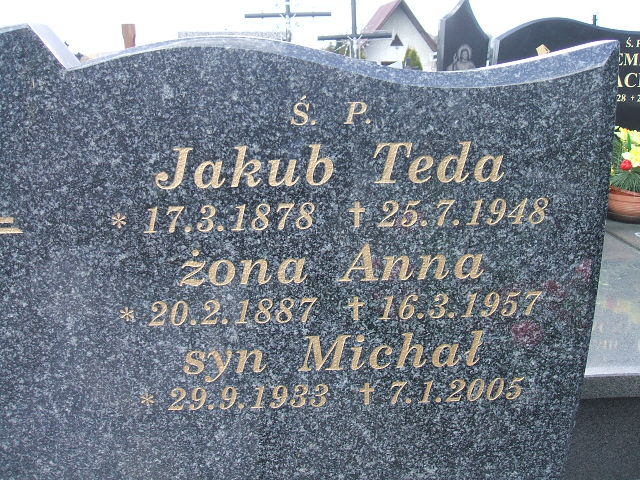 Ś. P.
Jakub Teda
* 17.3.1878 † 25.7.1948
żona Anna
* 20.2.1887 † 16.3.1957
syn Michał
* 29.9.1933 † 7.1.2005